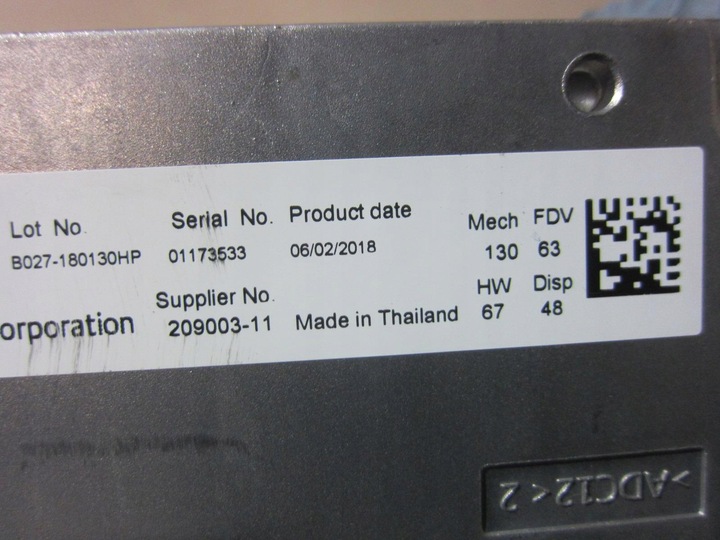 Lot No. Serial No. Product date Mech FDV
B027-180130HP 01173533 06/02/2018 130 63
Supplier No. HW Disp
orporation 209003-11 Made in Thailand 67 48
>ADC12< 2